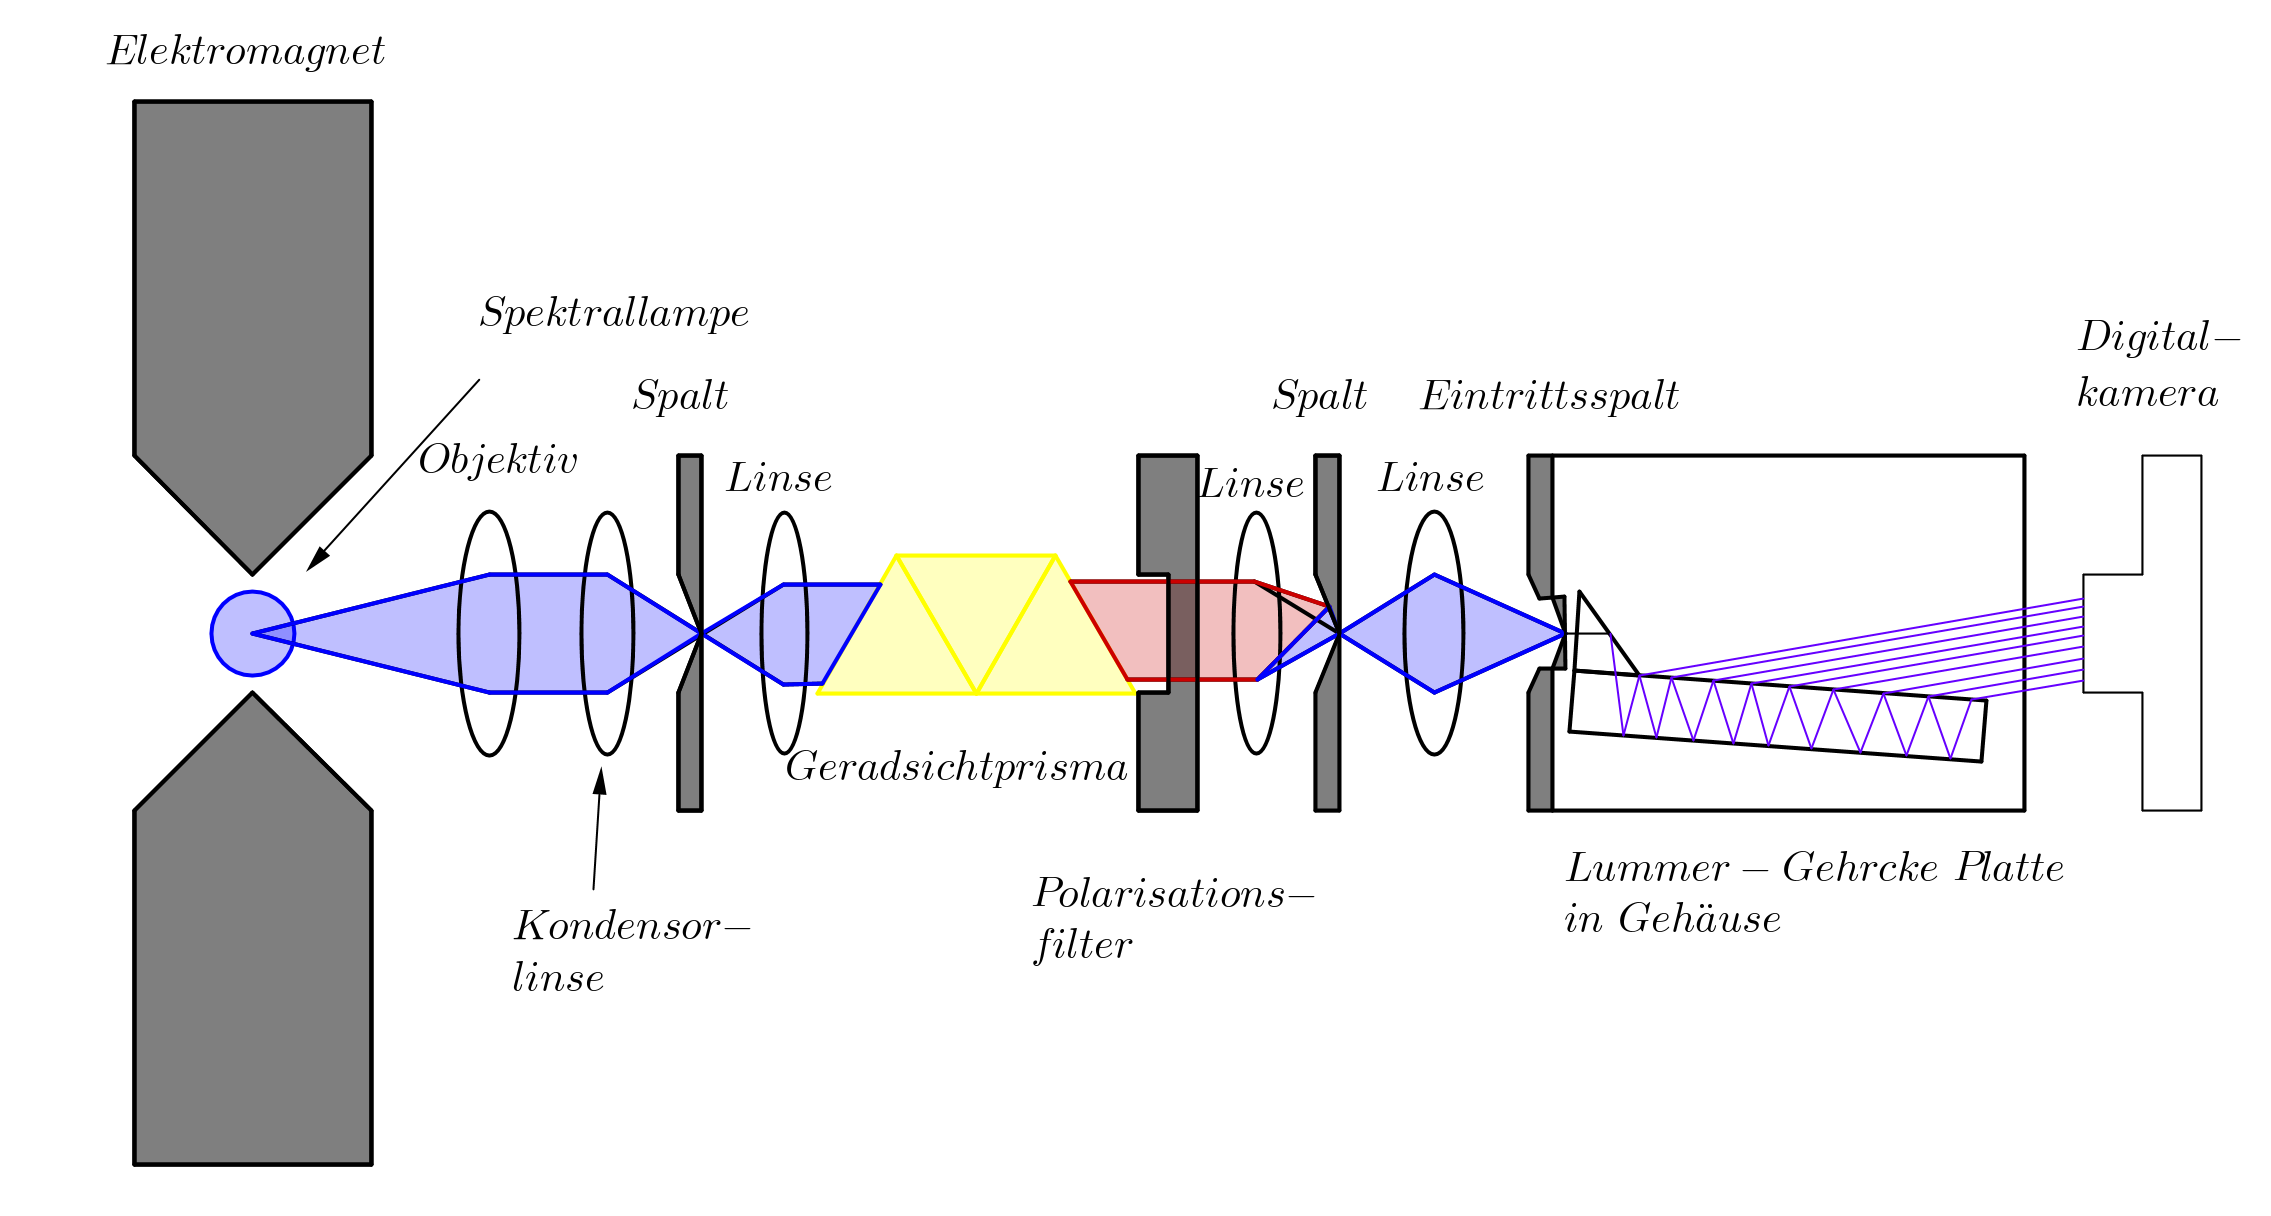 Elektromagnet
Spektrallampe
Digital–
kamera
Spalt
Spalt
Eintrittsspalt
Objektiv
Linse
Linse
Linse
Geradsichtprisma
Lummer – Gehrcke Platte
in Gehäuse
Polarisations–
filter
Kondensor–
linse